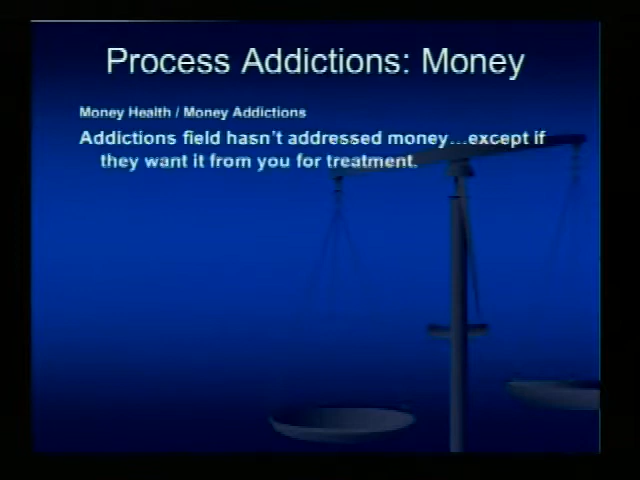 Process Addictions: Money
Money Health / Money Addictions
Addictions field hasn't addressed money...except if
they want it from you for treatment.